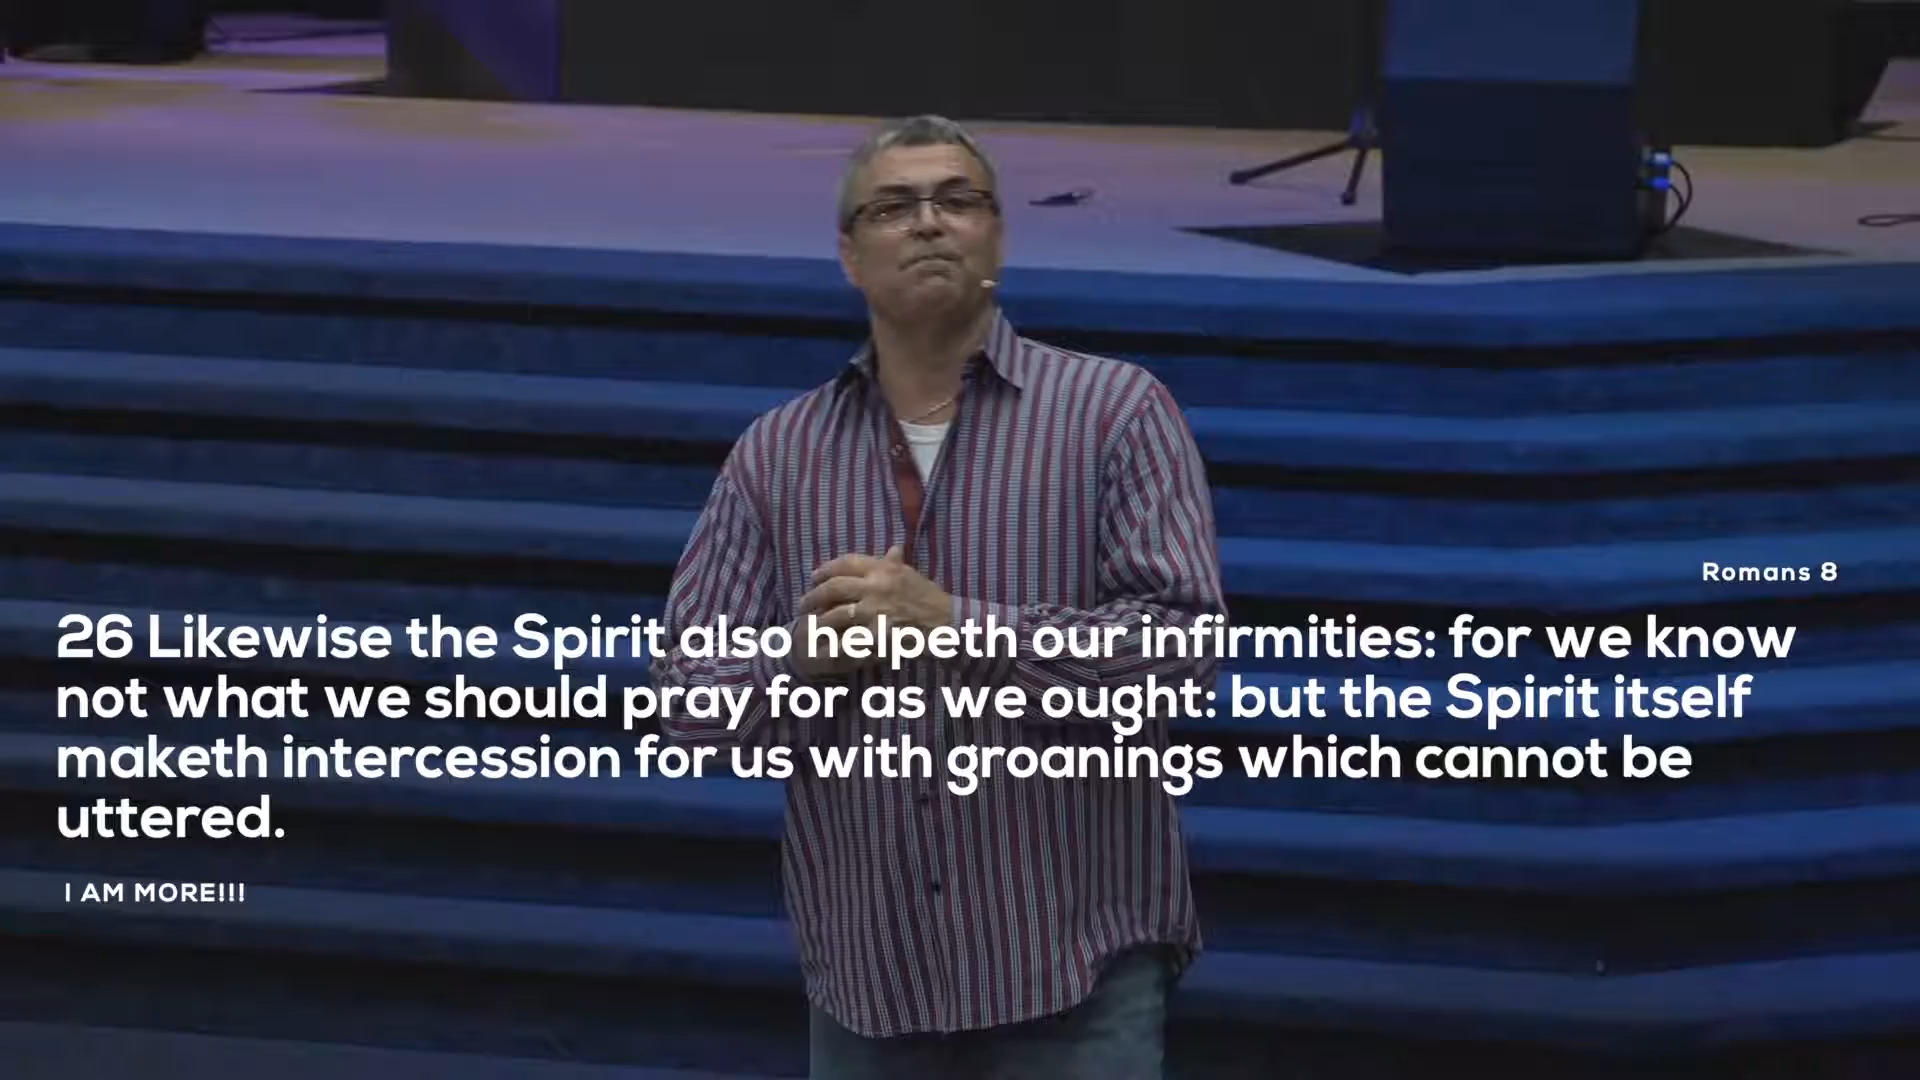 Romans 8
26 Likewise the Spirit also helpeth our infirmities: for we know
not what we should pray for as we ought: but the Spirit itself
maketh intercession for us with groanings which cannot be
uttered.
I AM MORE!!!